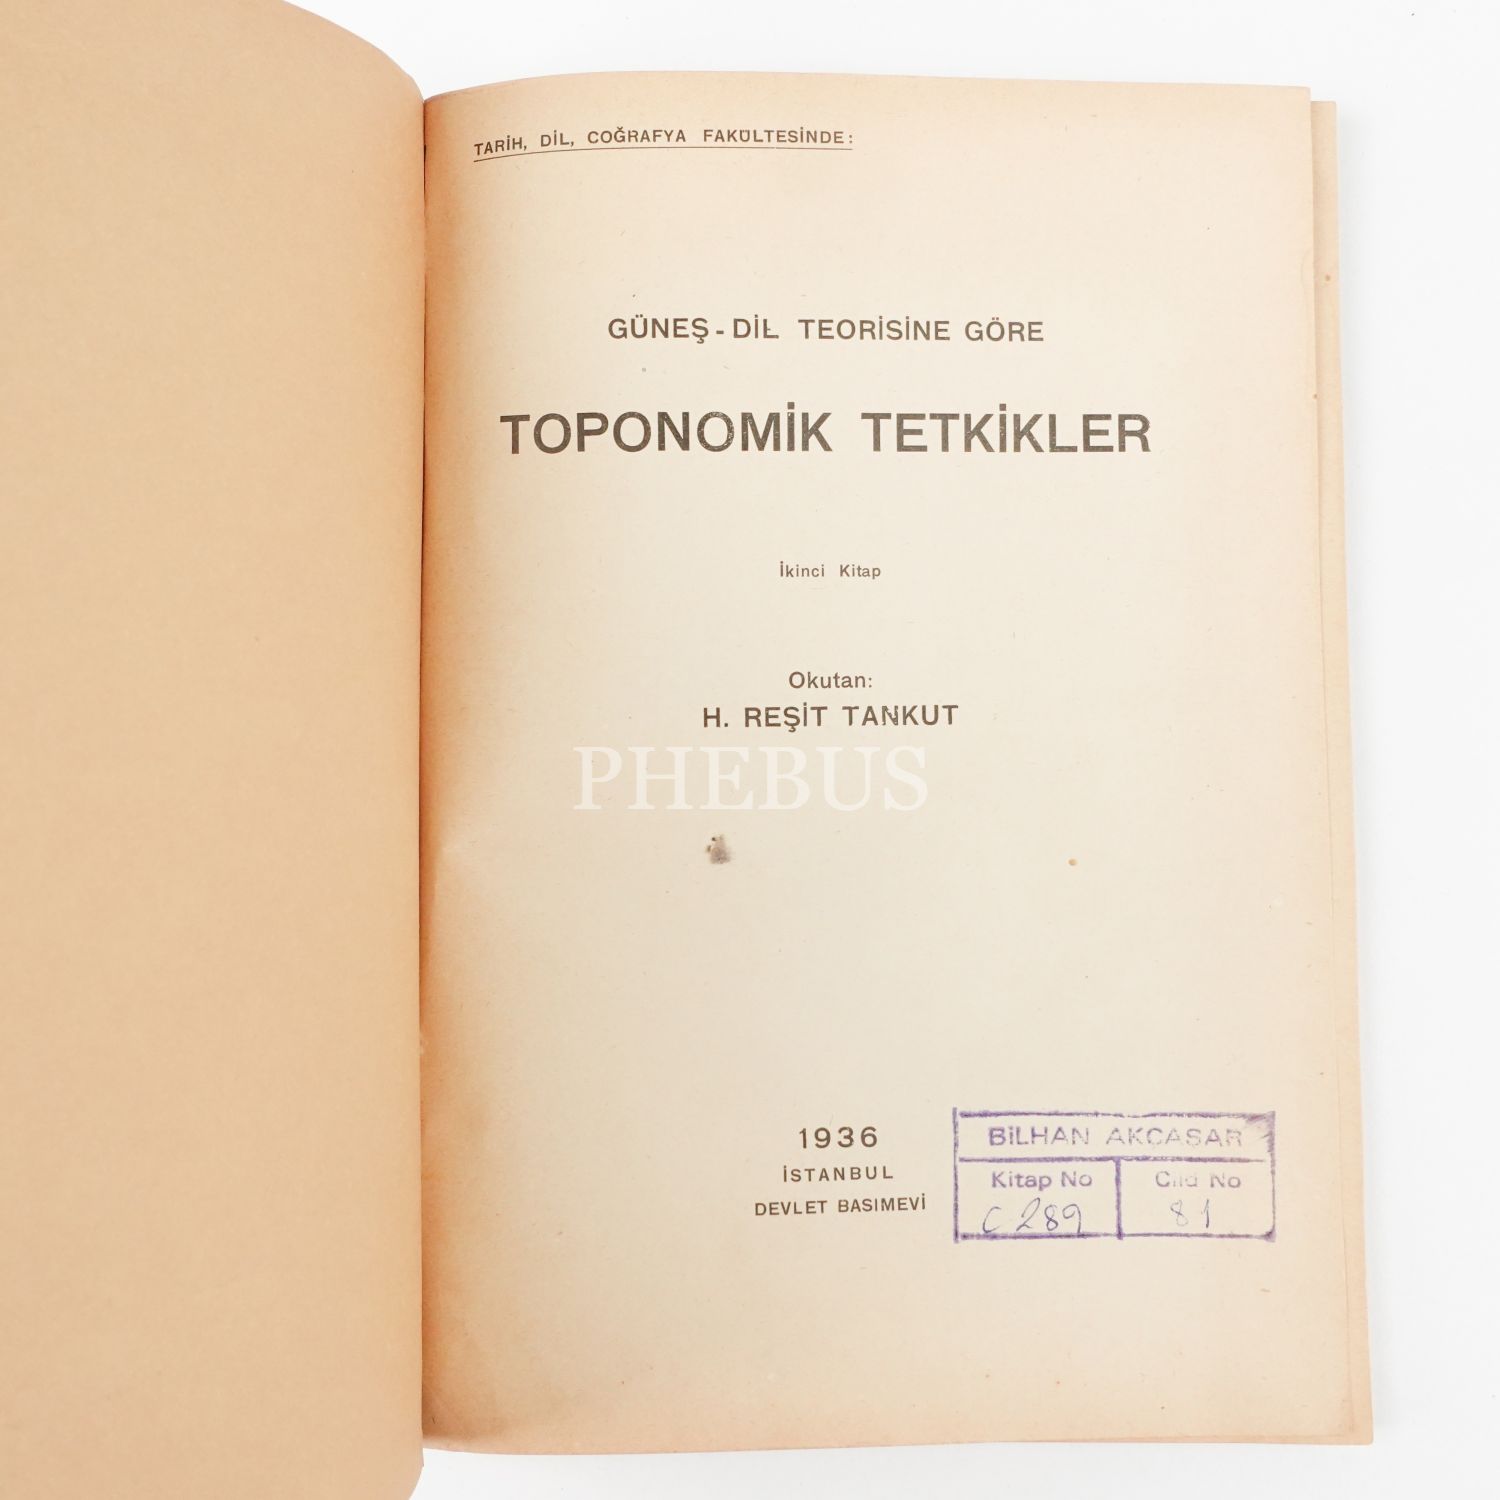 TARİH, DİL, COĞRAFYA FAKÜLTESİNDE:
GÜNEŞ - DİL TEORİSİNE GÖRE
TOPONOMİK TETKİKLER
İkinci Kitap
Okutan:
H. REŞİT TANKUT
PHEBUS
1936
İSTANBUL
DEVLET BASIMEVİ
BİLHAN AKÇASAR
Kitap No Cild No
C 289 81